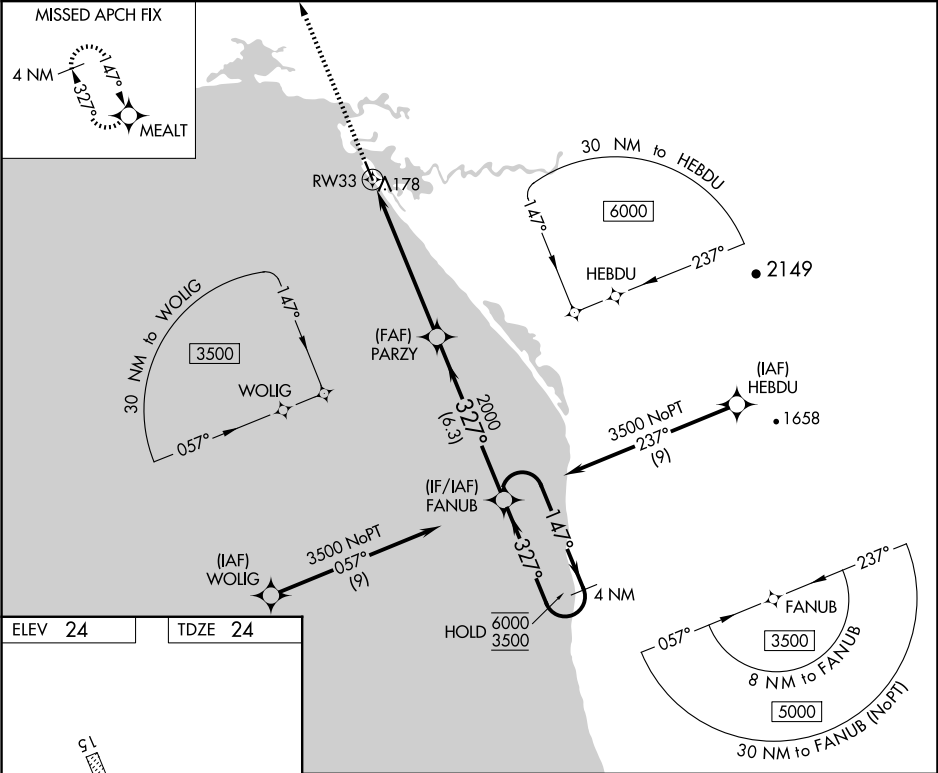 MISSED APCH FIX
4 NM
147°
327°
MEALT
RW33
178
30 NM to HEBDU
6000
147°
HEBDU
237°
2149
30 NM to WOLIG
3500
147°
WOLIG
057°
(FAF)
PARZY
2000
327°
(6.3)
(IAF)
HEBDU
1658
3500 NoPT
237°
(9)
(IF/IAF)
FANUB
147°
327°
4 NM
HOLD 6000
3500
(IAF)
WOLIG
3500 NoPT
057°
(9)
237°
FANUB
057°
3500
8 NM to FANUB
5000
30 NM to FANUB (NoPT)
ELEV 24
TDZE 24
15